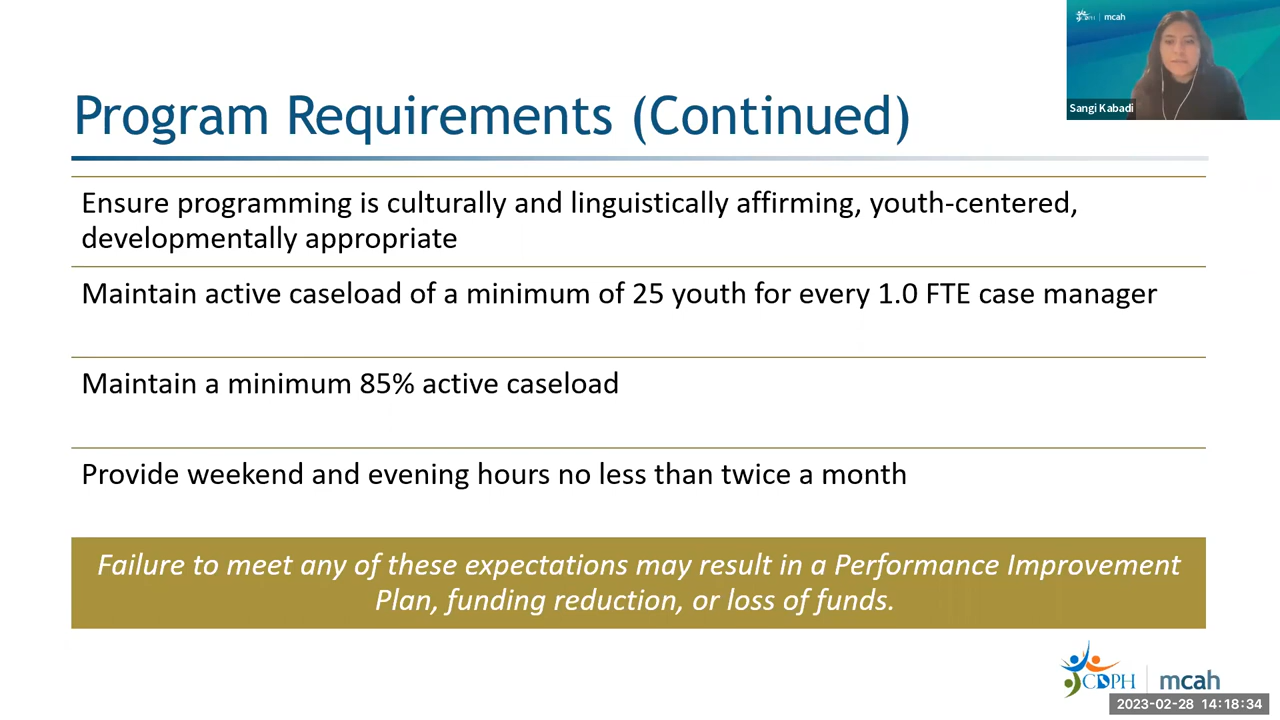 CDPH | mcah
Sangi Kabadi
Program Requirements (Continued)
Ensure programming is culturally and linguistically affirming, youth-centered,
developmentally appropriate
Maintain active caseload of a minimum of 25 youth for every 1.0 FTE case manager
Maintain a minimum 85% active caseload
Provide weekend and evening hours no less than twice a month
Failure to meet any of these expectations may result in a Performance Improvement
Plan, funding reduction, or loss of funds.
CDPH | mcah
2023-02-28 14:18:34